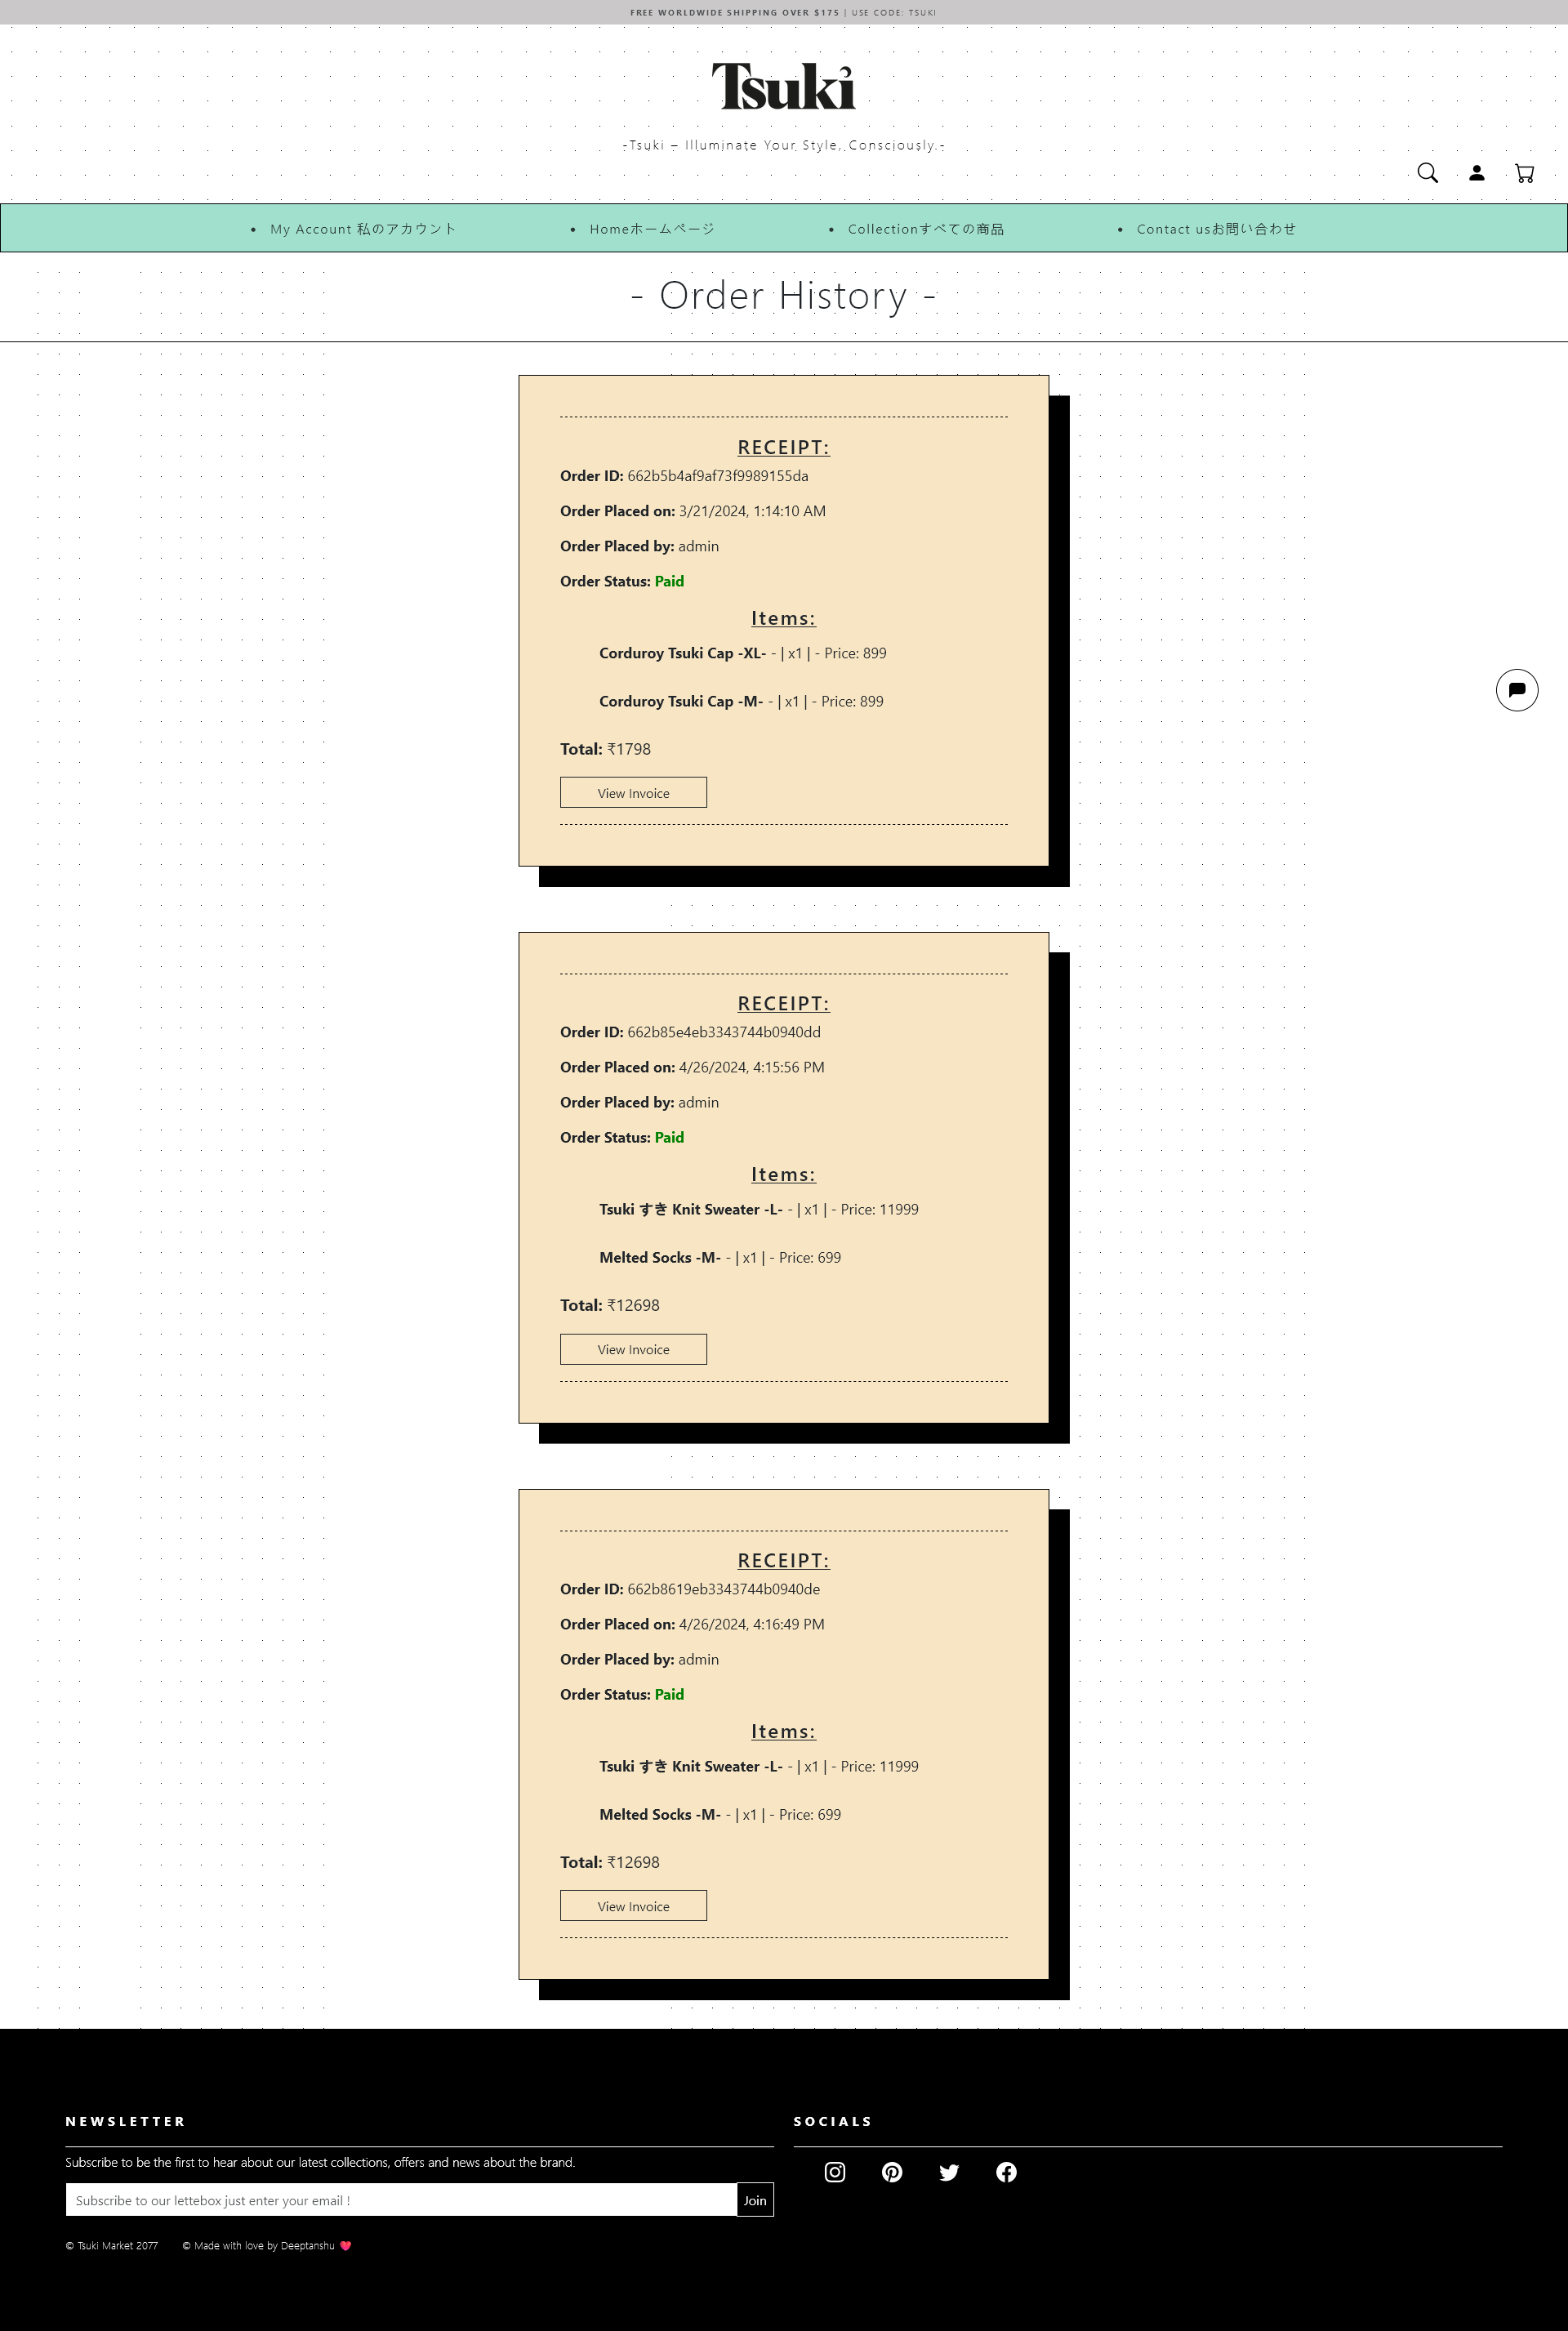 FREE WORLDWIDE SHIPPING OVER $175 | USE CODE: TSUKI
Tsuki
-Tsuki – Illuminate Your Style, Consciously.-
• My Account 私のアカウント • Homeホームページ • Collectionすべての商品 • Contact usお問い合わせ
- Order History -
RECEIPT:
Order ID: 662b5b4af9af73f9989155da
Order Placed on: 3/21/2024, 1:14:10 AM
Order Placed by: admin
Order Status: Paid
Items:
Corduroy Tsuki Cap -XL- - | x1 | - Price: 899
Corduroy Tsuki Cap -M- - | x1 | - Price: 899
Total: ₹1798
View Invoice
RECEIPT:
Order ID: 662b85e4eb3343744b0940dd
Order Placed on: 4/26/2024, 4:15:56 PM
Order Placed by: admin
Order Status: Paid
Items:
Tsuki すき Knit Sweater -L- - | x1 | - Price: 11999
Melted Socks -M- - | x1 | - Price: 699
Total: ₹12698
View Invoice
RECEIPT:
Order ID: 662b8619eb3343744b0940de
Order Placed on: 4/26/2024, 4:16:49 PM
Order Placed by: admin
Order Status: Paid
Items:
Tsuki すき Knit Sweater -L- - | x1 | - Price: 11999
Melted Socks -M- - | x1 | - Price: 699
Total: ₹12698
View Invoice
NEWSLETTER
Subscribe to be the first to hear about our latest collections, offers and news about the brand.
Subscribe to our lettebox just enter your email !
Join
© Tsuki Market 2077 © Made with love by Deeptanshu 💖
SOCIALS